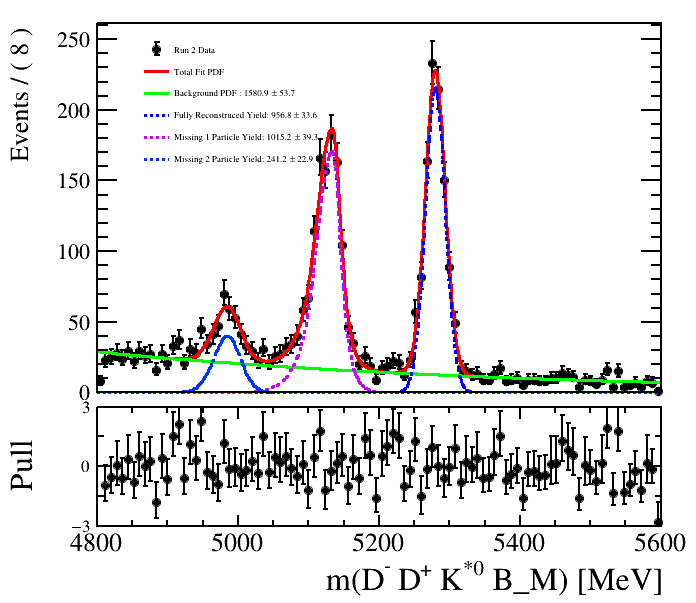 Events / ( 8 )
250
200
150
100
50
0
Run 2 Data
Total Fit PDF
Background PDF : 1580.9 ± 53.7
Fully Reconstruced Yield: 956.8 ± 33.6
Missing 1 Particle Yield: 1015.2 ± 39.3
Missing 2 Particle Yield: 241.2 ± 22.9
Pull
3
0
−3
4800 5000 5200 5400 5600
m(D⁻ D⁺ K*⁰ B_M) [MeV]